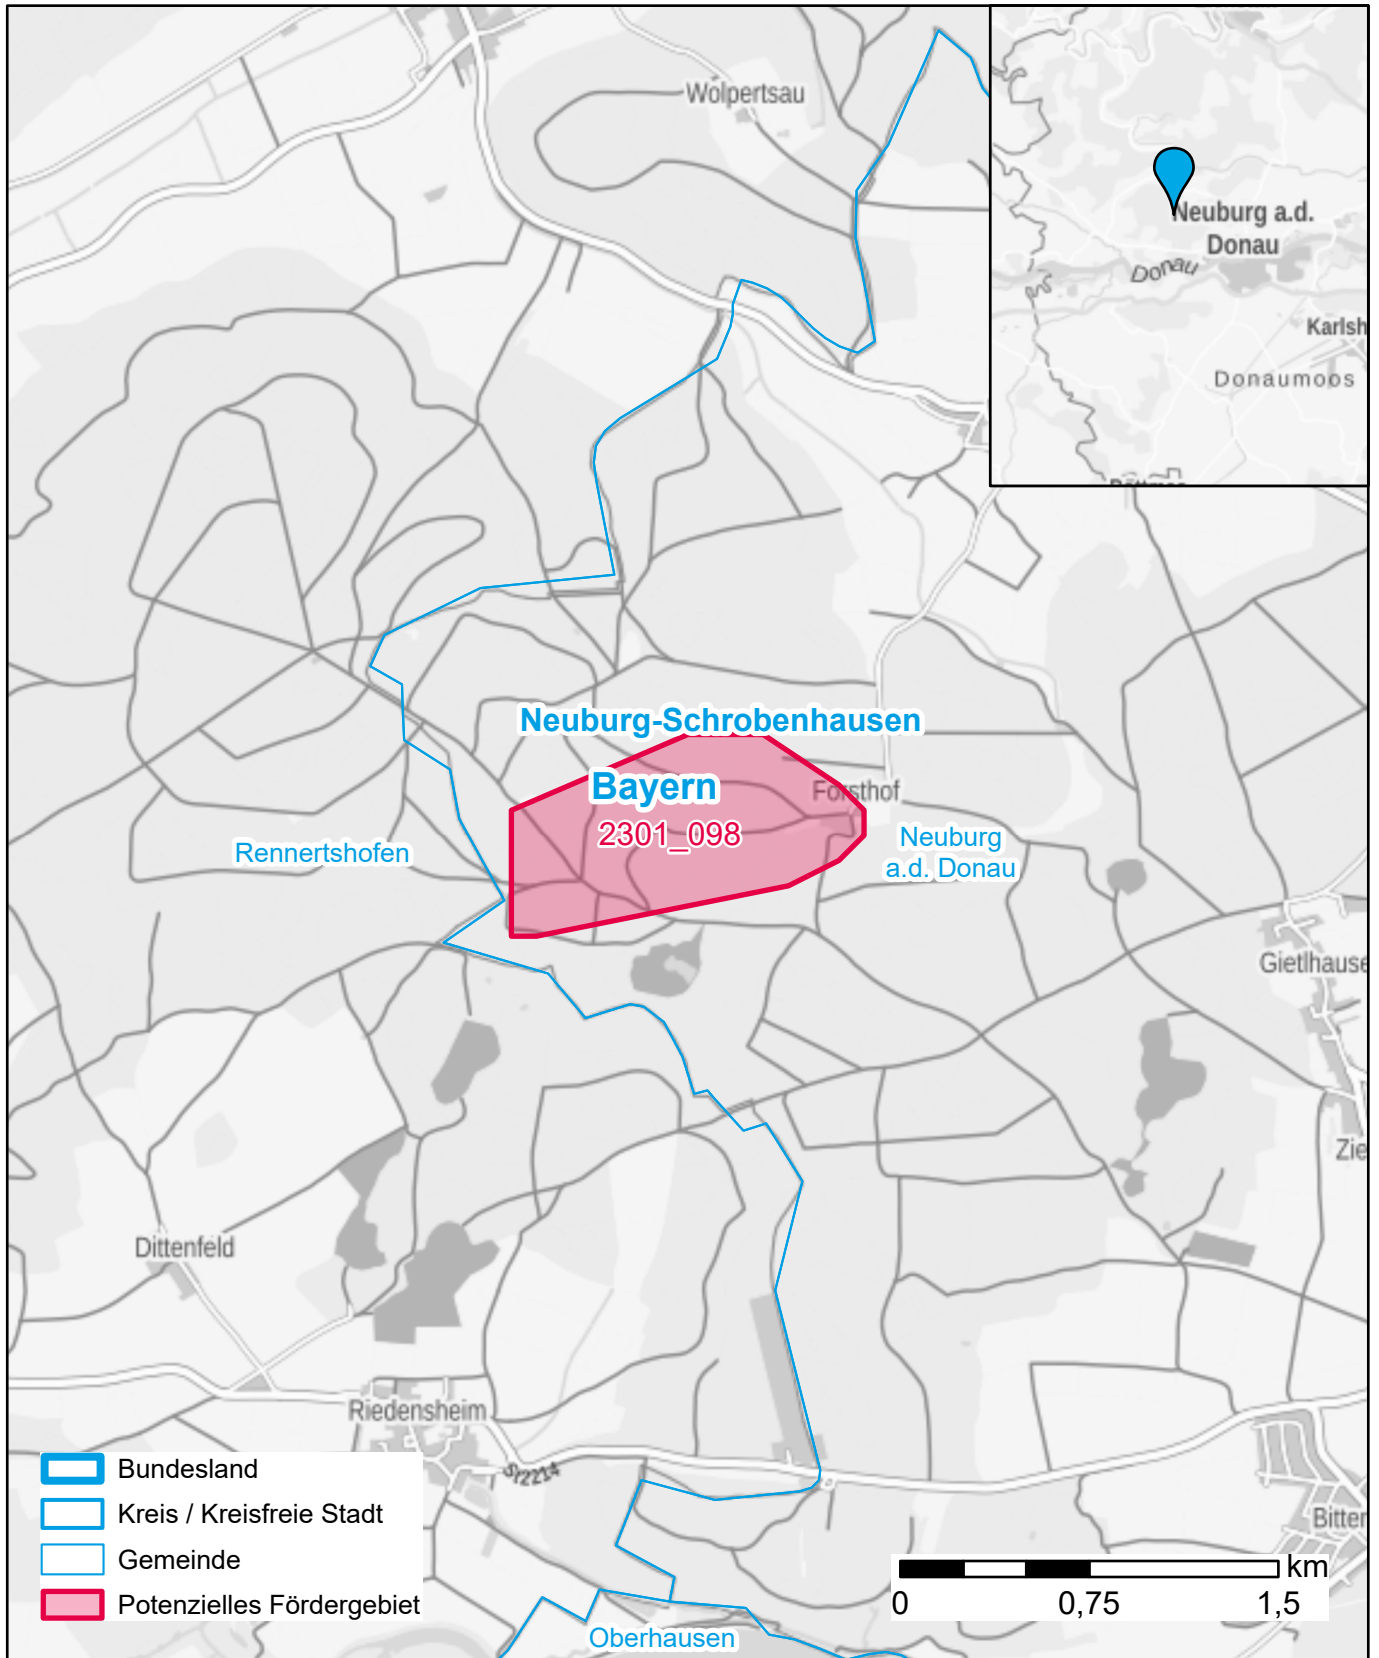 Wolpertsau
Neuburg a.d.
Donau
Donau
Karlsh
Donaumoos
Neuburg-Schrobenhausen
Bayern
Forsthof
2301_098
Rennertshofen
Neuburg
a.d. Donau
Gietlhause
Zie
Dittenfeld
Riedensheim
St2214
Bundesland
Kreis / Kreisfreie Stadt
Gemeinde
Potenzielles Fördergebiet
Bitter
km
0 0,75 1,5
Oberhausen